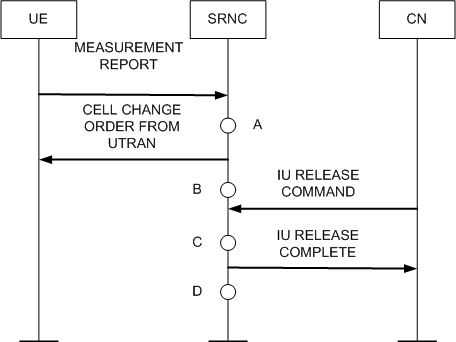 UE
SRNC
CN
MEASUREMENT
REPORT
A
CELL CHANGE
ORDER FROM
UTRAN
B
IU RELEASE
COMMAND
C
IU RELEASE
COMPLETE
D